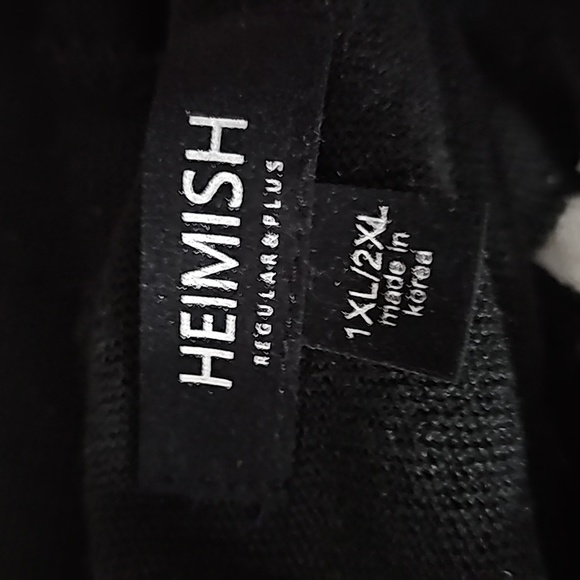 HEIMISH
REGULAR&PLUS
1XL/2XL
made in
korea